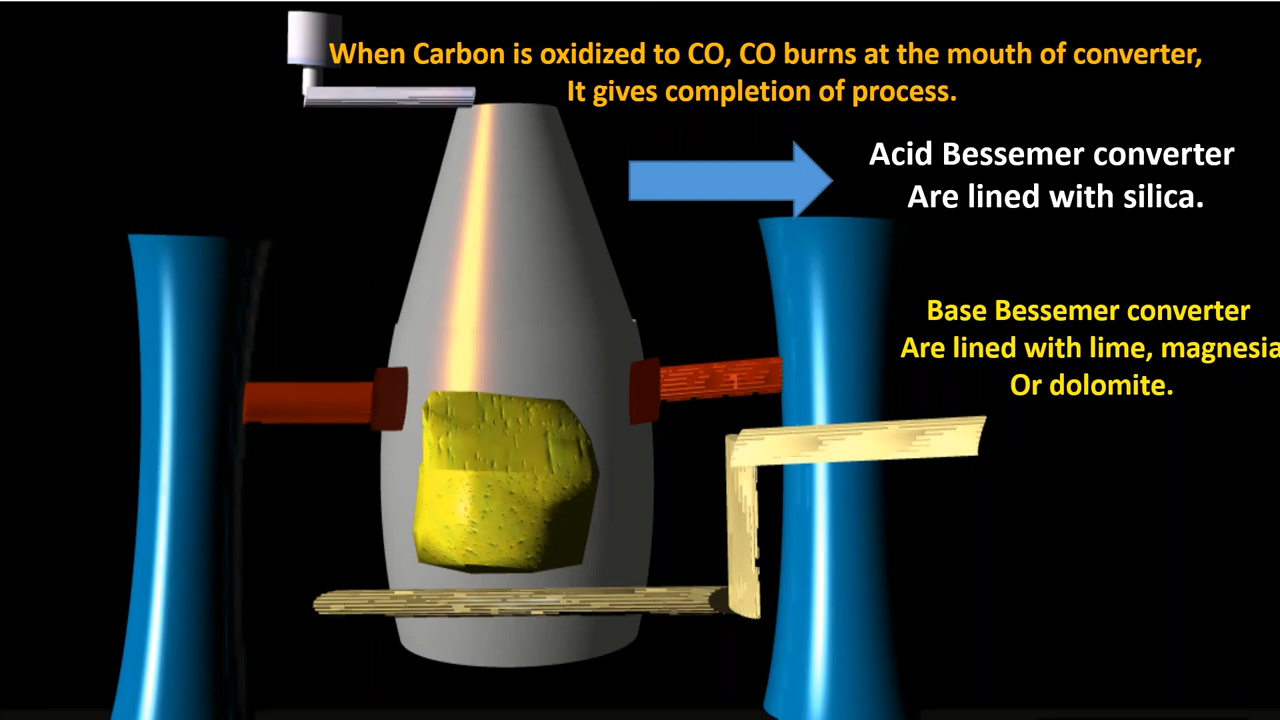 When Carbon is oxidized to CO, CO burns at the mouth of converter,
It gives completion of process.
Acid Bessemer converter
Are lined with silica.
Base Bessemer converter
Are lined with lime, magnesia
Or dolomite.